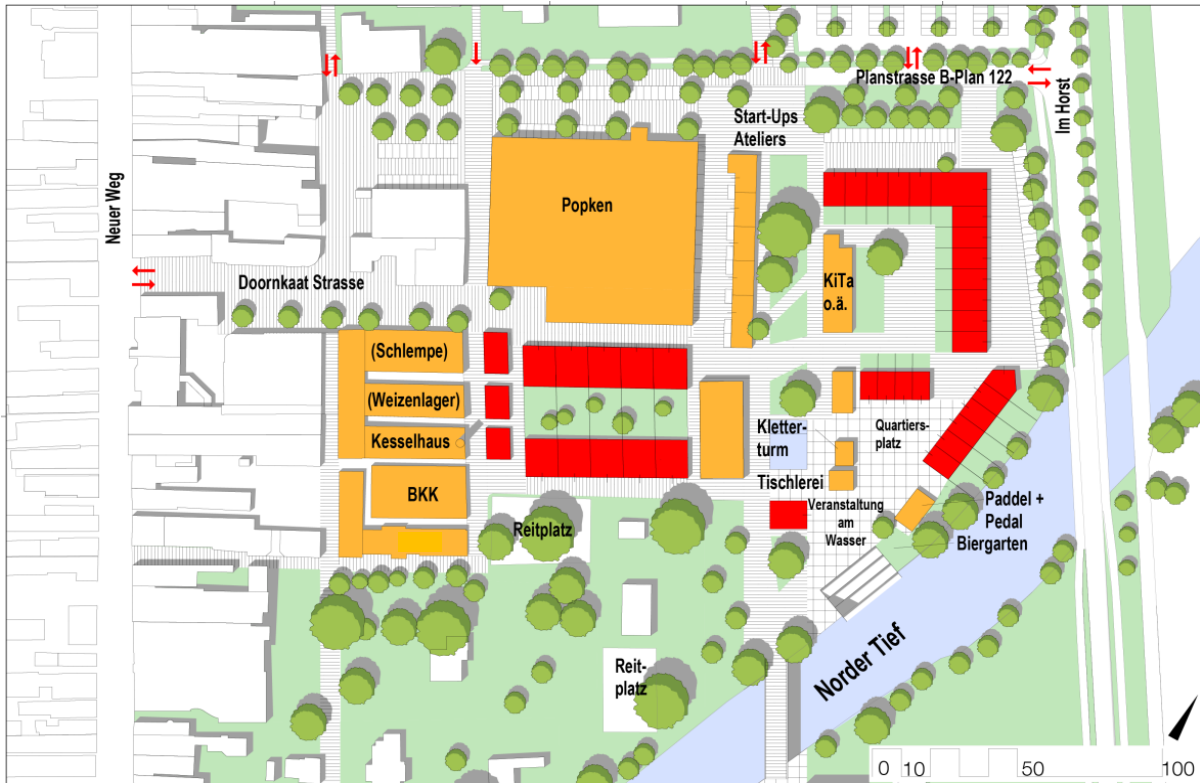 Planstrasse B-Plan 122
Im Horst
Start-Ups
Ateliers
Neuer Weg
Popken
Doornkaat Strasse
KiTa
o.ä.
(Schlempe)
(Weizenlager)
Kesselhaus
BKK
Kletter-
turm
Quartiers-
platz
Tischlerei
Veranstaltung
am
Wasser
Paddel +
Pedal
Biergarten
Reitplatz
Reit-
platz
Norder Tief
0 10 50 100